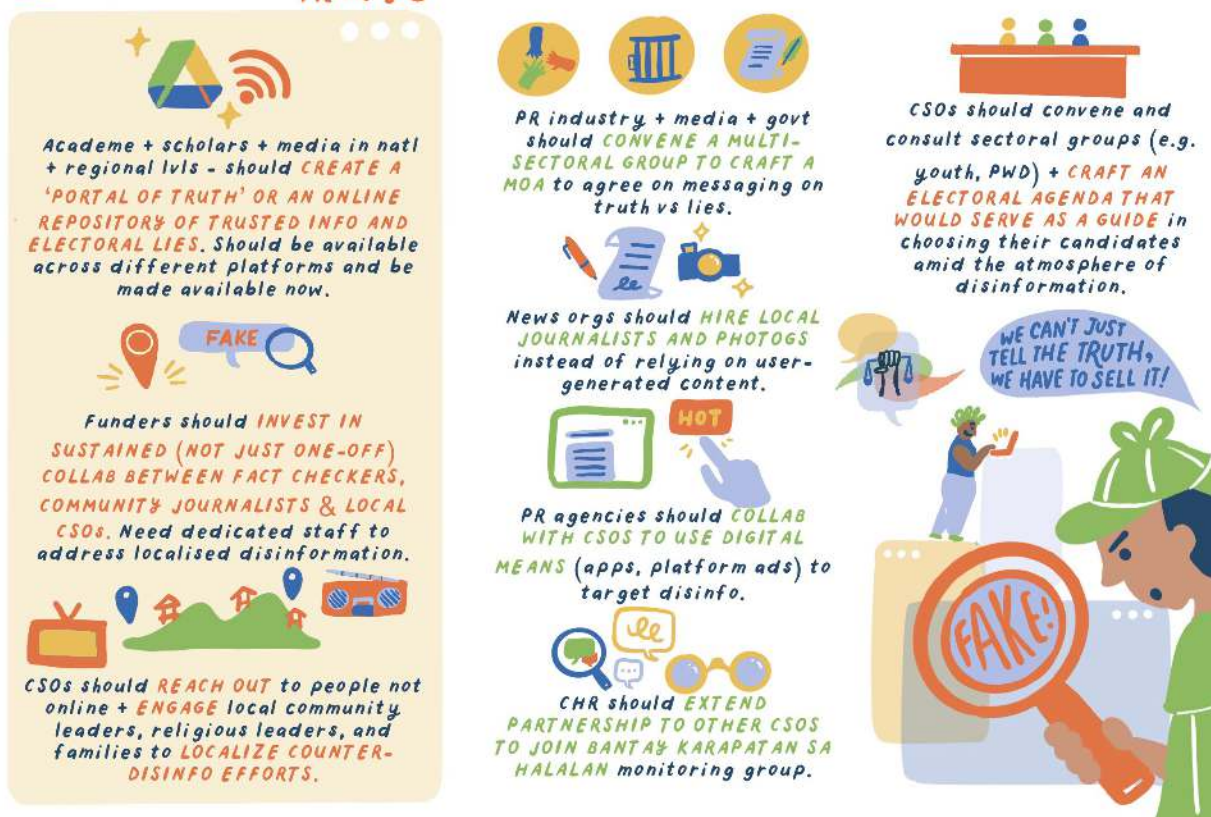 Academe + scholars + media in natl
+ regional lvls - should CREATE A
'PORTAL OF TRUTH' OR AN ONLINE
REPOSITORY OF TRUSTED INFO AND
ELECTORAL LIES. Should be available
across different platforms and be
made available now.
FAKE
Funders should INVEST IN
SUSTAINED (NOT JUST ONE-OFF)
COLLAB BETWEEN FACT CHECKERS,
COMMUNITY JOURNALISTS & LOCAL
CSOs. Need dedicated staff to
address localised disinformation.
CSOs should REACH OUT to people not
online + ENGAGE local community
leaders, religious leaders, and
families to LOCALIZE COUNTER-
DISINFO EFFORTS.
PR industry + media + govt
should CONVENE A MULTI-
SECTORAL GROUP TO CRAFT A
MOA to agree on messaging on
truth vs lies.
News orgs should HIRE LOCAL
JOURNALISTS AND PHOTOGS
instead of relying on user-
generated content.
HOT
PR agencies should COLLAB
WITH CSOS TO USE DIGITAL
MEANS (apps, platform ads) to
target disinfo.
CHR should EXTEND
PARTNERSHIP TO OTHER CSOS
TO JOIN BANTAY KARAPATAN SA
HALALAN monitoring group.
CSOs should convene and
consult sectoral groups (e.g.
youth, PWD) + CRAFT AN
ELECTORAL AGENDA THAT
WOULD SERVE AS A GUIDE in
choosing their candidates
amid the atmosphere of
disinformation.
WE CAN'T JUST
TELL THE TRUTH,
WE HAVE TO SELL IT!
FAKE!